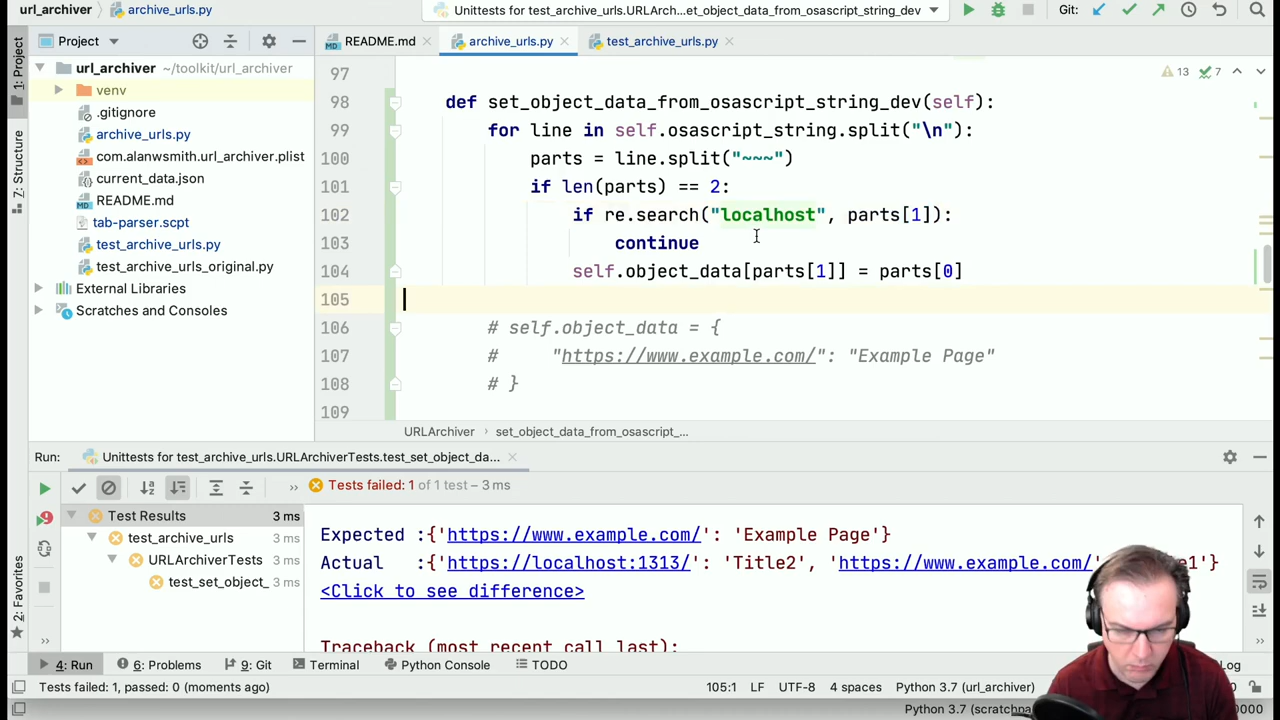 url_archiver
archive_urls.py
Unittests for test_archive_urls.URLArch...et_object_data_from_osascript_string_dev
Git:
1: Project
Project
README.md
archive_urls.py
test_archive_urls.py
url_archiver ~/toolkit/url_archiver
venv
.gitignore
archive_urls.py
com.alanwsmith.url_archiver.plist
current_data.json
README.md
tab-parser.scpt
test_archive_urls.py
test_archive_urls_original.py
External Libraries
Scratches and Consoles
Structure
13 7
97
98 def set_object_data_from_osascript_string_dev(self):
99 for line in self.osascript_string.split("\n"):
100 parts = line.split("~~~")
101 if len(parts) == 2:
102 if re.search("localhost", parts[1]):
103 continue
104 self.object_data[parts[1]] = parts[0]
105
106 # self.object_data = {
107 # "https://www.example.com/": "Example Page"
108 # }
109
URLArchiver › set_object_data_from_osascript_...
Run: Unittests for test_archive_urls.URLArchiverTests.test_set_object_da...
Tests failed: 1 of 1 test – 3 ms
Test Results 3 ms
test_archive_urls 3 ms
URLArchiverTests 3 ms
test_set_object_ 3 ms
Expected :{'https://www.example.com/': 'Example Page'}
Actual :{'https://localhost:1313/': 'Title2', 'https://www.example.com/'
<Click to see difference>
Traceback (most recent call last):
2: Favorites
4: Run
6: Problems
9: Git
Terminal
Python Console
TODO
Log
Tests failed: 1, passed: 0 (moments ago)
105:1 LF UTF-8 4 spaces Python 3.7 (url_archiver)
Python 3.7 (scratchpa